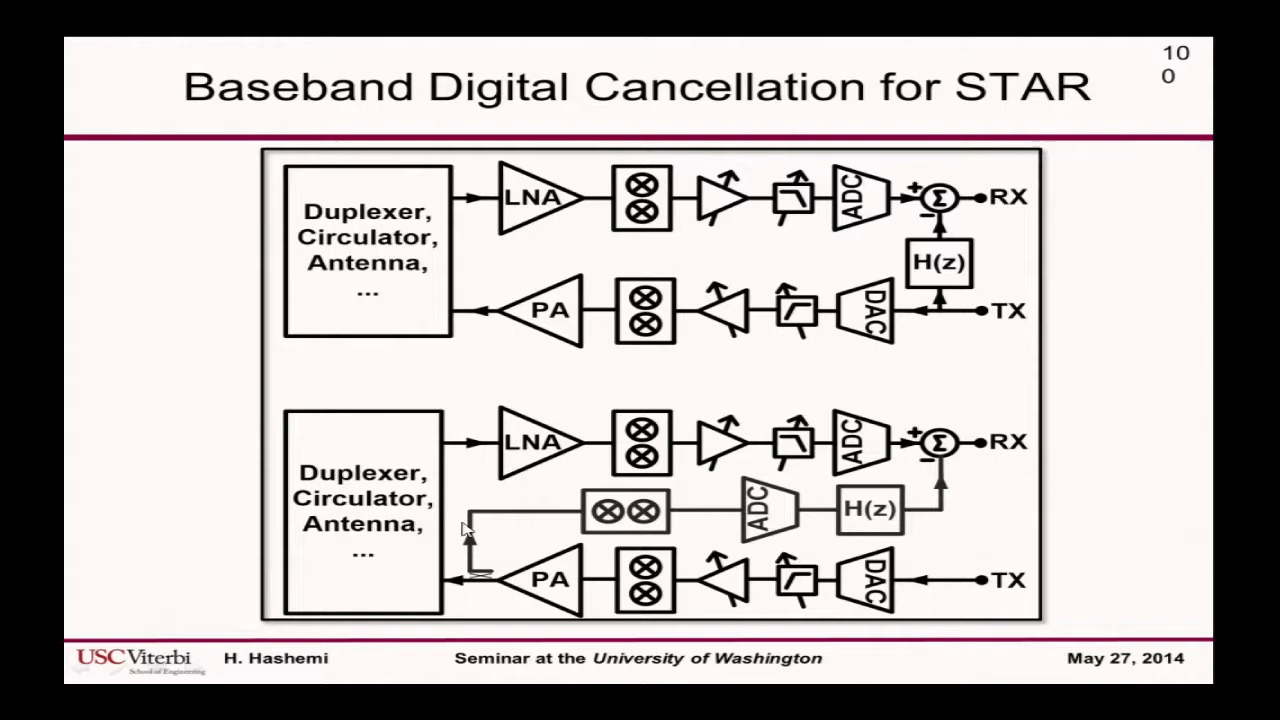 10
0
Baseband Digital Cancellation for STAR
Duplexer,
Circulator,
Antenna,
...
LNA
ADC
+
Σ
−
RX
H(z)
PA
DAC
TX
Duplexer,
Circulator,
Antenna,
...
LNA
ADC
+
Σ
−
RX
ADC
H(z)
PA
DAC
TX
USC Viterbi
School of Engineering
H. Hashemi
Seminar at the University of Washington
May 27, 2014